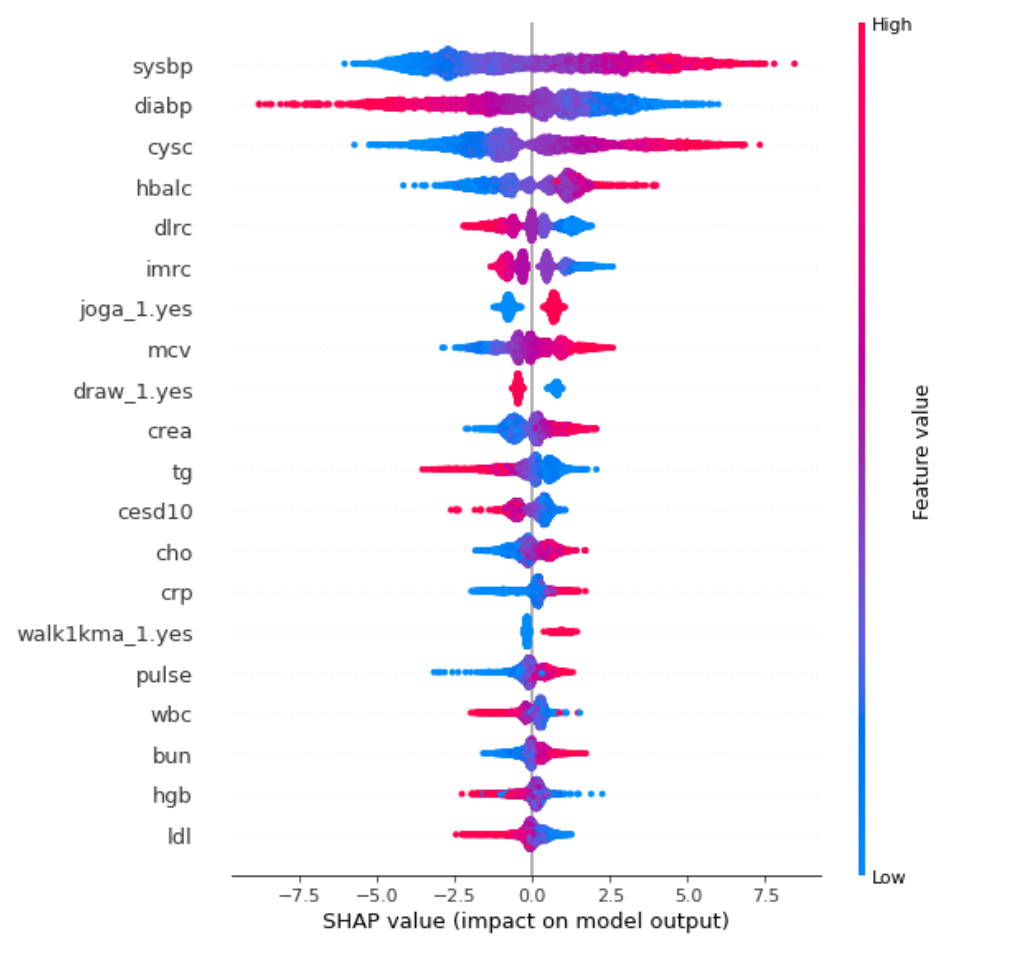 High
sysbp
diabp
cysc
hbalc
dlrc
imrc
joga_1.yes
mcv
draw_1.yes
crea
tg
cesd10
cho
crp
walk1kma_1.yes
pulse
wbc
bun
hgb
ldl
Feature value
Low
−7.5 −5.0 −2.5 0.0 2.5 5.0 7.5
SHAP value (impact on model output)